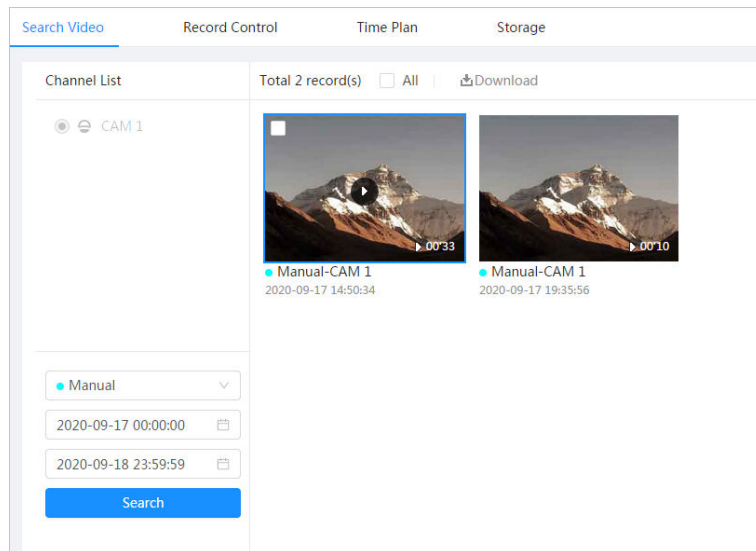 Search Video Record Control Time Plan Storage
Channel List
Total 2 record(s) All Download
CAM 1
00'33
00'10
Manual-CAM 1
2020-09-17 14:50:34
Manual-CAM 1
2020-09-17 19:35:56
Manual
2020-09-17 00:00:00
2020-09-18 23:59:59
Search